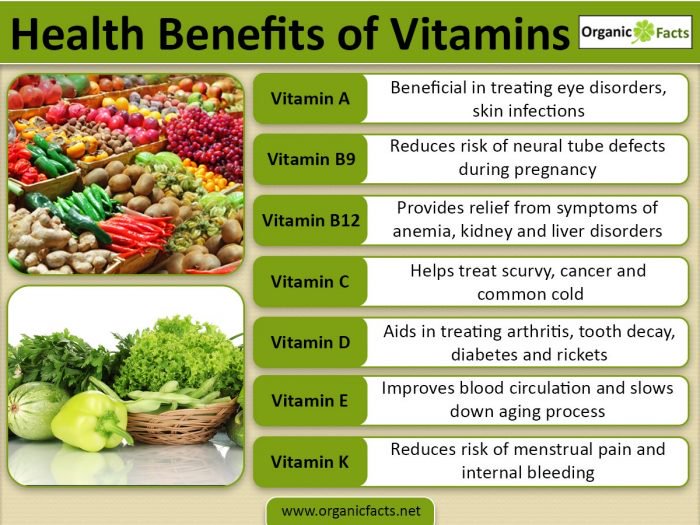 Health Benefits of Vitamins
Organic Facts
Vitamin A
Beneficial in treating eye disorders,
skin infections
Vitamin B9
Reduces risk of neural tube defects
during pregnancy
Vitamin B12
Provides relief from symptoms of
anemia, kidney and liver disorders
Vitamin C
Helps treat scurvy, cancer and
common cold
Vitamin D
Aids in treating arthritis, tooth decay,
diabetes and rickets
Vitamin E
Improves blood circulation and slows
down aging process
Vitamin K
Reduces risk of menstrual pain and
internal bleeding
www.organicfacts.net